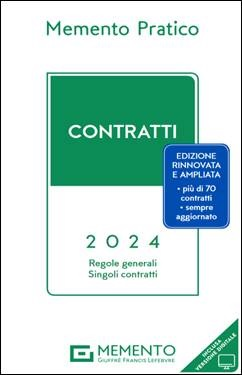 Memento Pratico
CONTRATTI
EDIZIONE
RINNOVATA
E AMPLIATA
• più di 70
contratti
• sempre
aggiornato
2024
Regole generali
Singoli contratti
MEMENTO
GIUFFRÈ FRANCIS LEFEBVRE
INCLUSA
VERSIONE DIGITALE